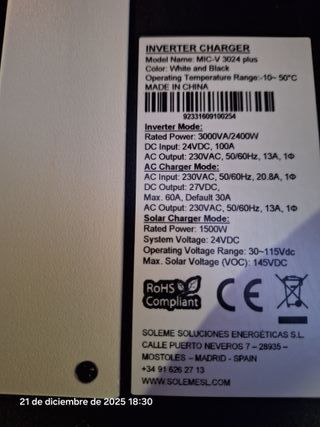 INVERTER CHARGER
Model Name: MIC-V 3024 plus
Color: White and Black
Operating Temperature Range:-10~ 50°C
MADE IN CHINA
92331609100254
Inverter Mode:
Rated Power: 3000VA/2400W
DC Input: 24VDC, 100A
AC Output: 230VAC, 50/60Hz, 13A, 1Φ
AC Charger Mode:
AC Input: 230VAC, 50/60Hz, 20.8A, 1Φ
DC Output: 27VDC,
Max. 60A, Default 30A
AC Output: 230VAC, 50/60Hz, 13A, 1Φ
Solar Charger Mode:
Rated Power: 1500W
System Voltage: 24VDC
Operating Voltage Range: 30~115Vdc
Max. Solar Voltage (VOC): 145VDC
RoHS
Compliant
CE
SOLEME SOLUCIONES ENERGÉTICAS S.L.
CALLE PUERTO NEVEROS 7 – 28935 –
MOSTOLES – MADRID - SPAIN
+34 91 626 27 13
WWW.SOLEMESL.COM
21 de diciembre de 2025 18:30